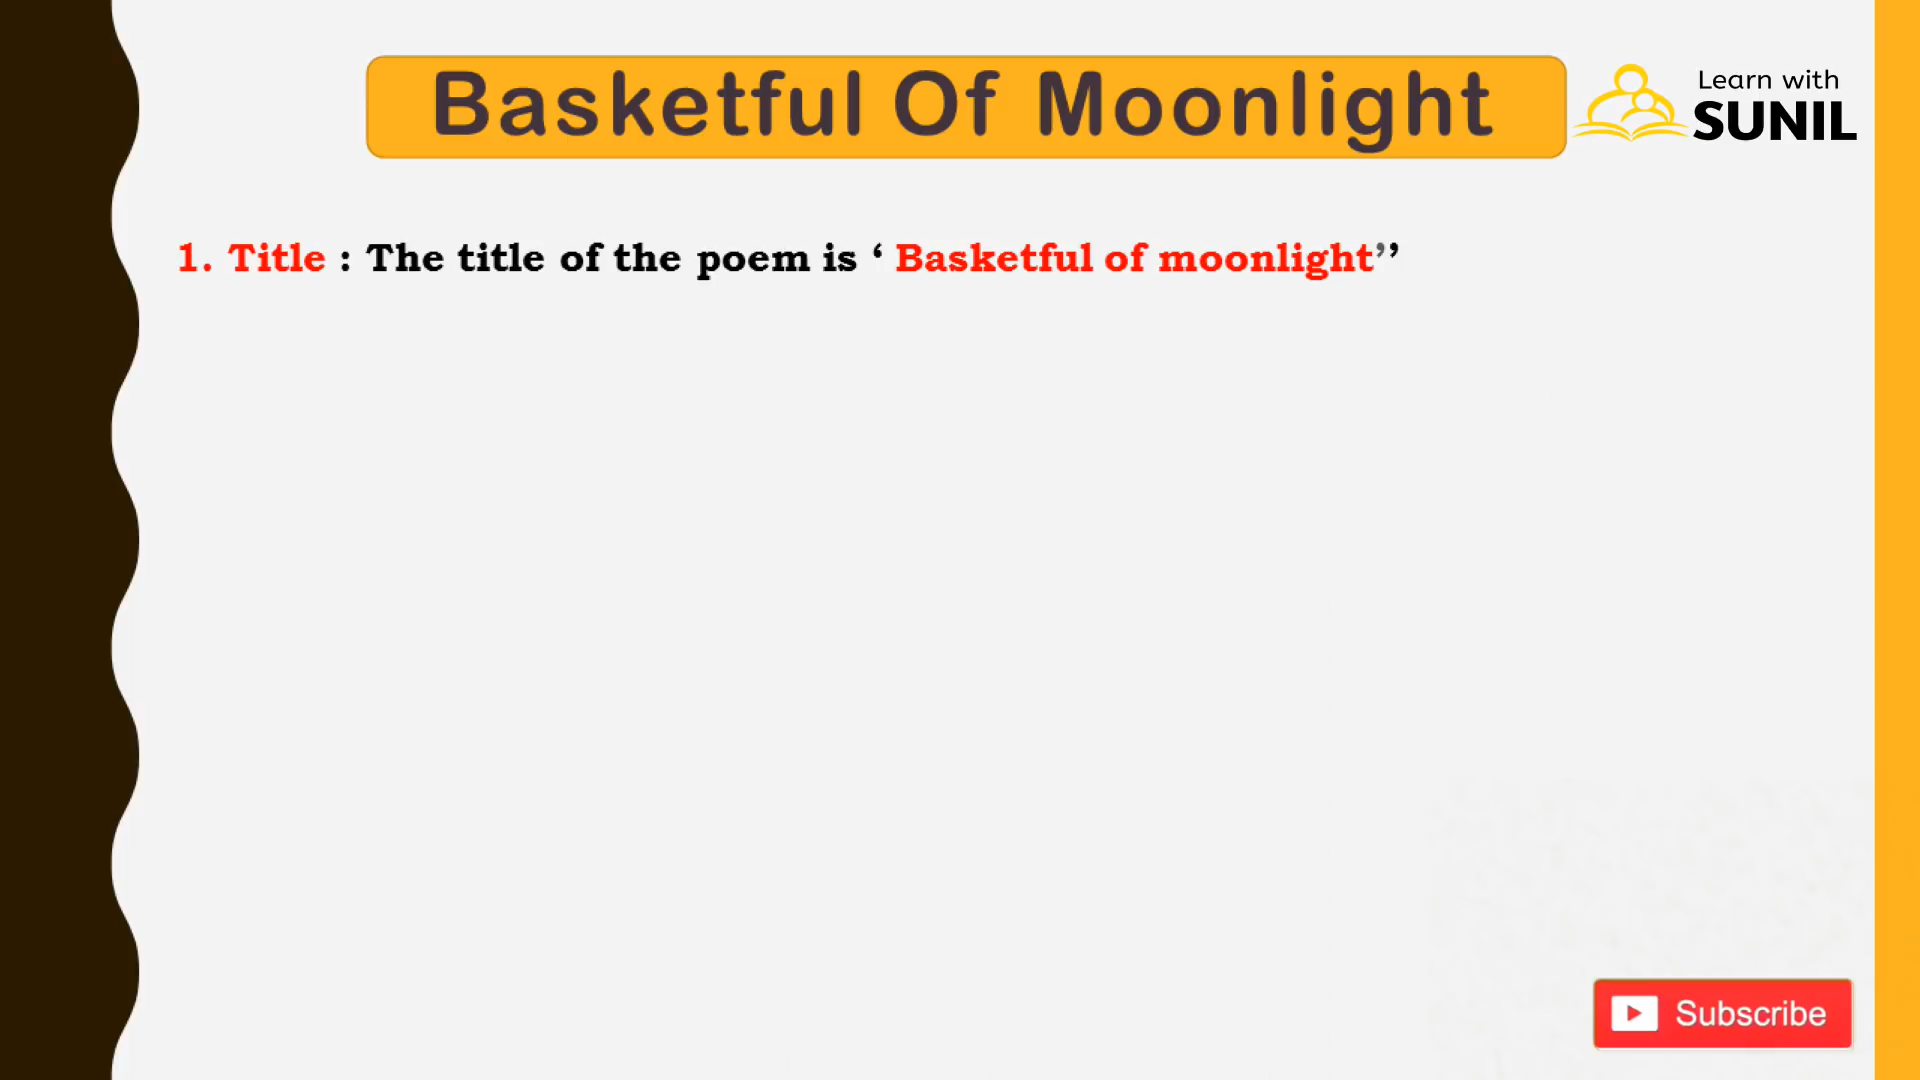 Basketful Of Moonlight
Learn with
SUNIL
1. Title : The title of the poem is ‘ Basketful of moonlight’’
Subscribe